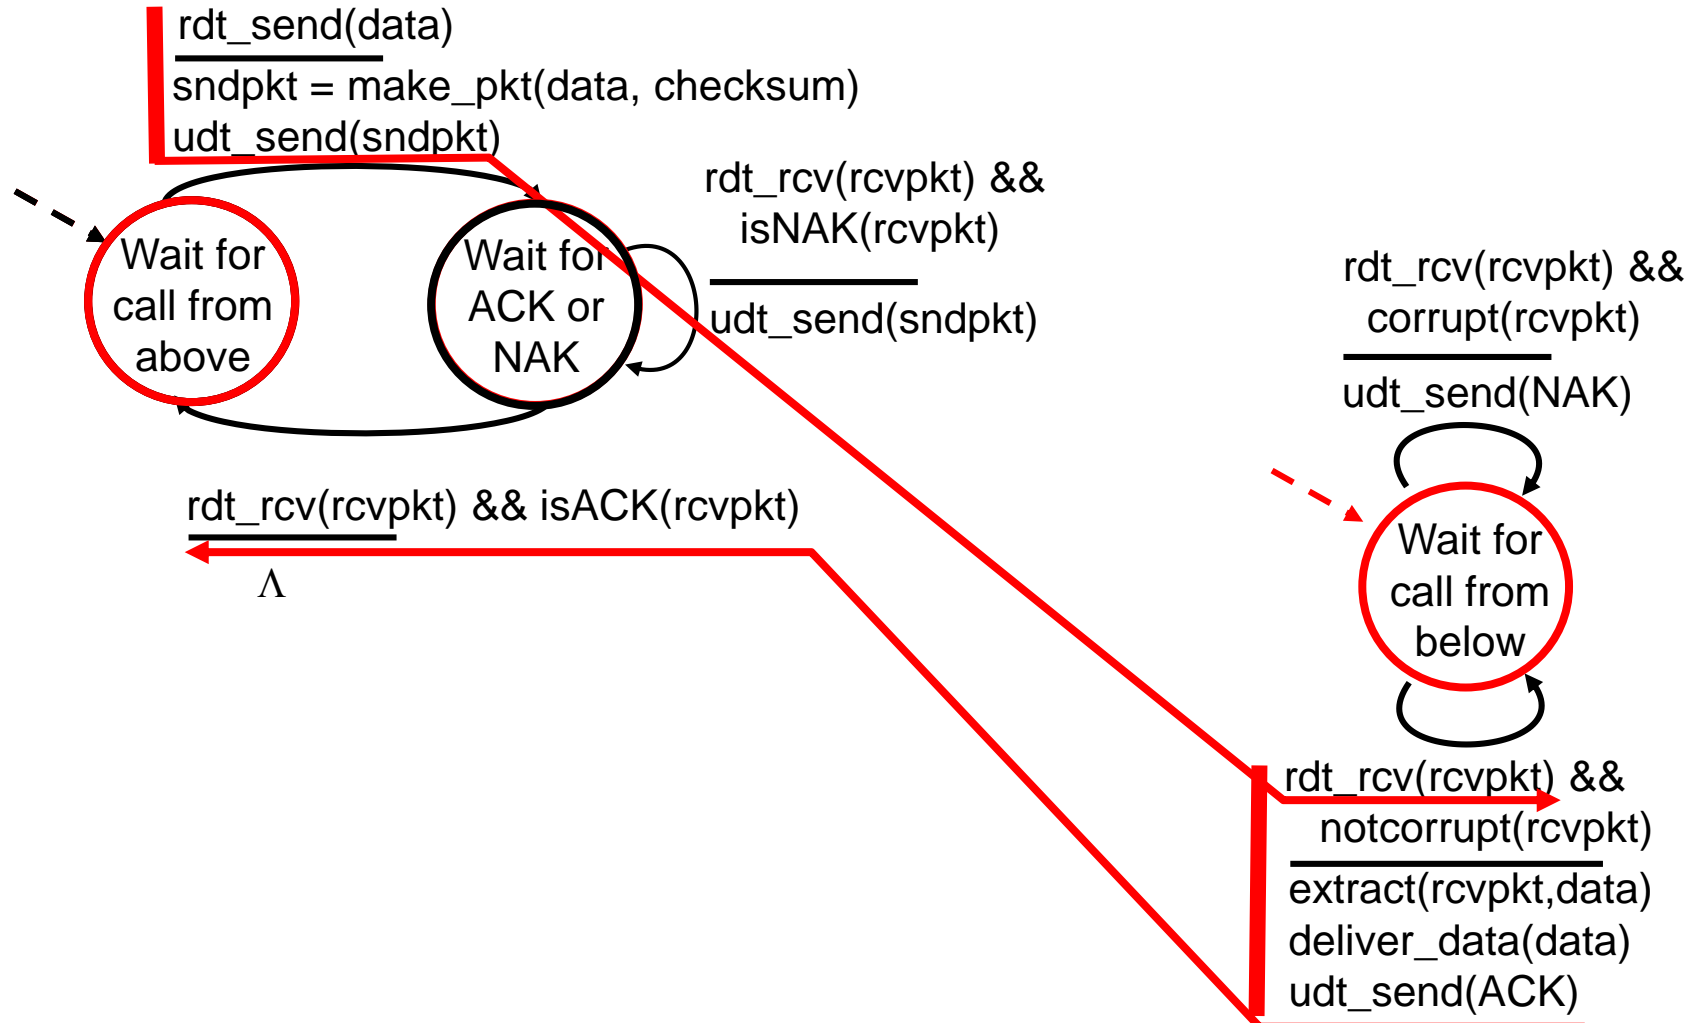 rdt_send(data)
sndpkt = make_pkt(data, checksum)
udt_send(sndpkt)
Wait for
call from
above
Wait for
ACK or
NAK
rdt_rcv(rcvpkt) &&
isNAK(rcvpkt)
udt_send(sndpkt)
rdt_rcv(rcvpkt) && isACK(rcvpkt)
Λ
rdt_rcv(rcvpkt) &&
corrupt(rcvpkt)
udt_send(NAK)
Wait for
call from
below
rdt_rcv(rcvpkt) &&
notcorrupt(rcvpkt)
extract(rcvpkt,data)
deliver_data(data)
udt_send(ACK)